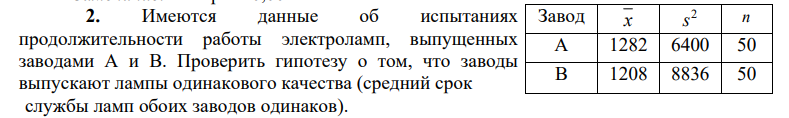 2. Имеются данные об испытаниях
продолжительности работы электроламп, выпущенных
заводами А и В. Проверить гипотезу о том, что заводы
выпускают лампы одинакового качества (средний срок
службы ламп обоих заводов одинаков).
Завод x̅ s² n
А 1282 6400 50
В 1208 8836 50